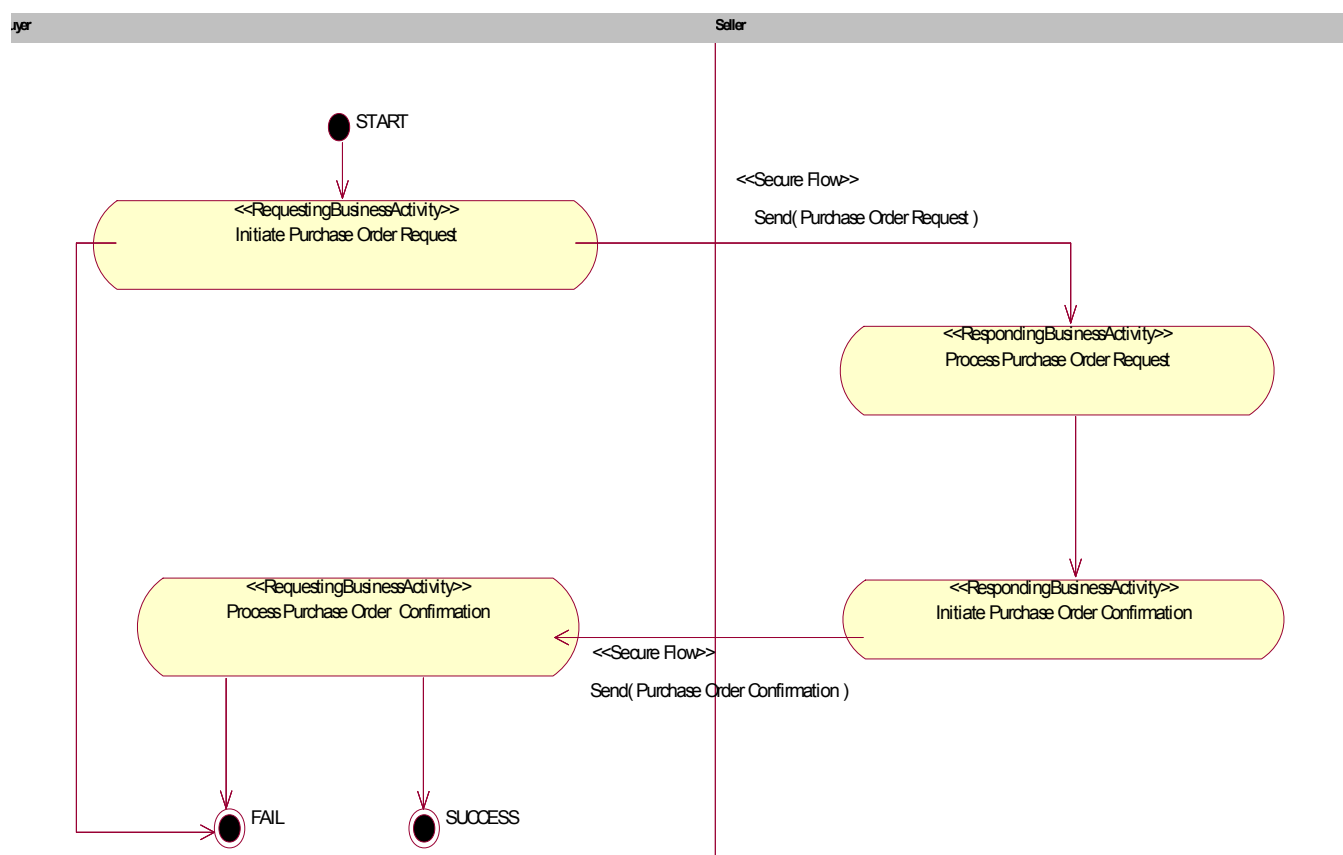 uyer
Seller
START
<<Secure Flow>>
Send( Purchase Order Request )
<<RequestingBusinessActivity>>
Initiate Purchase Order Request
<<RespondingBusinessActivity>>
Process Purchase Order Request
<<RequestingBusinessActivity>>
Process Purchase Order Confirmation
<<RespondingBusinessActivity>>
Initiate Purchase Order Confirmation
<<Secure Flow>>
Send( Purchase Order Confirmation )
FAIL
SUCCESS